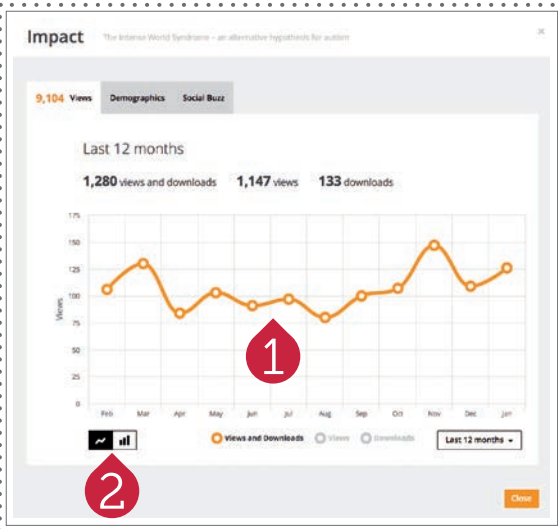 Impact The Intense World Syndrome – an alternative hypothesis for autism ×
9,104 Views Demographics Social Buzz
Last 12 months
1,280 views and downloads 1,147 views 133 downloads
175
150
125
100
75
50
25
0
Views
1
Feb Mar Apr May Jun Jul Aug Sep Oct Nov Dec Jan
Views and Downloads Views Downloads Last 12 months
2
Close